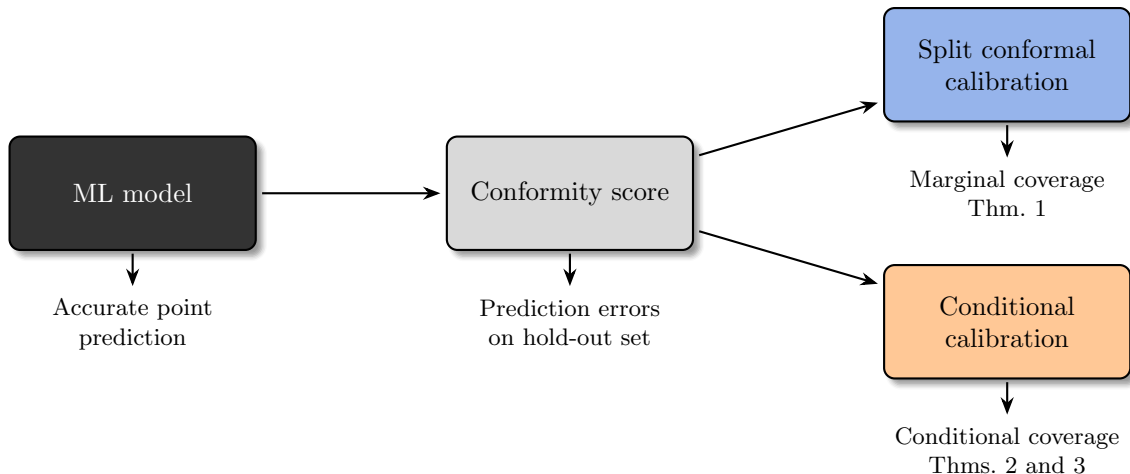 ML model
Accurate point
prediction
Conformity score
Prediction errors
on hold-out set
Split conformal
calibration
Marginal coverage
Thm. 1
Conditional
calibration
Conditional coverage
Thms. 2 and 3